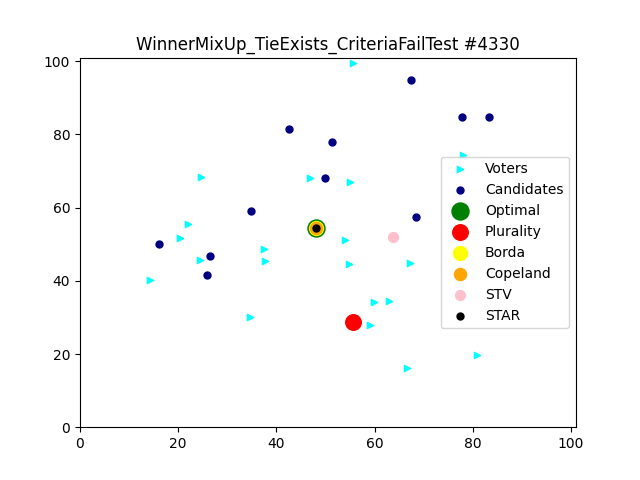 WinnerMixUp_TieExists_CriteriaFailTest #4330
100
80
60
40
20
0
0 20 40 60 80 100
Voters
Candidates
Optimal
Plurality
Borda
Copeland
STV
STAR